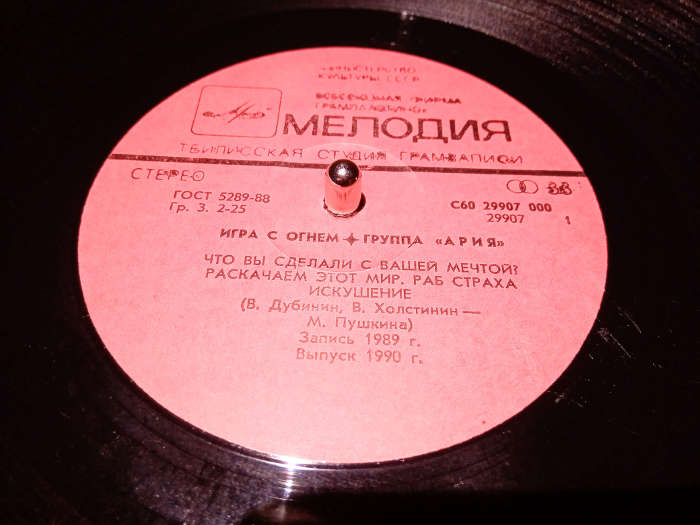 МИНИСТЕРСТВО
КУЛЬТУРЫ СССР
ВСЕСОЮЗНАЯ ФИРМА
ГРАМПЛАСТИНОК
МЕЛОДИЯ
ТБИЛИССКАЯ СТУДИЯ ГРАМЗАПИСИ
СТЕРЕО
33
ГОСТ 5289-88
Гр. 3. 2-25
С60 29907 000
29907 1
ИГРА С ОГНЕМ ✦ ГРУППА «АРИЯ»
ЧТО ВЫ СДЕЛАЛИ С ВАШЕЙ МЕЧТОЙ?
РАСКАЧАЕМ ЭТОТ МИР. РАБ СТРАХА
ИСКУШЕНИЕ
(В. Дубинин, В. Холстинин —
М. Пушкина)
Запись 1989 г.
Выпуск 1990 г.